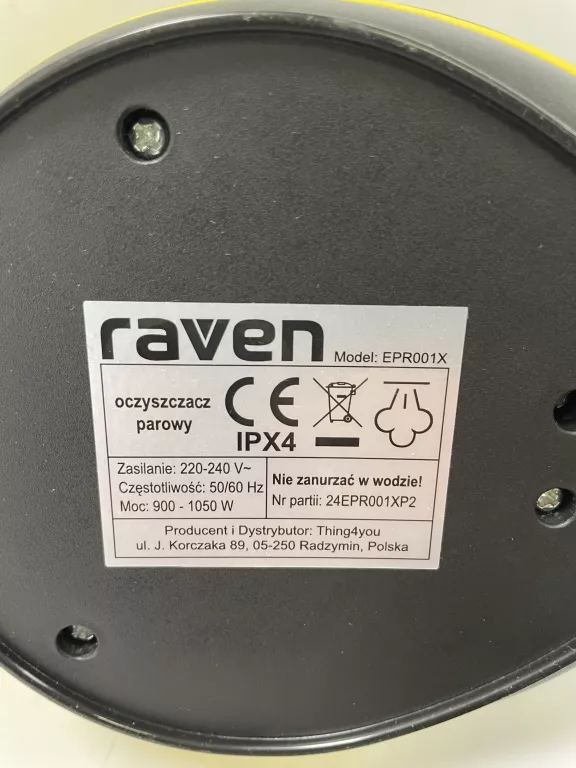 raven Model: EPR001X
oczyszczacz
parowy
CE
IPX4
Zasilanie: 220-240 V~
Częstotliwość: 50/60 Hz
Moc: 900 - 1050 W
Nie zanurzać w wodzie!
Nr partii: 24EPR001XP2
Producent i Dystrybutor: Thing4you
ul. J. Korczaka 89, 05-250 Radzymin, Polska